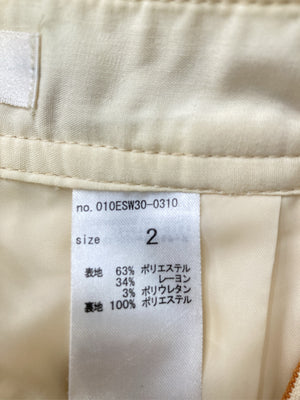 no.010ESW30-0310
size 2
表地 63% ポリエステル
34% レーヨン
3% ポリウレタン
裏地 100% ポリエステル